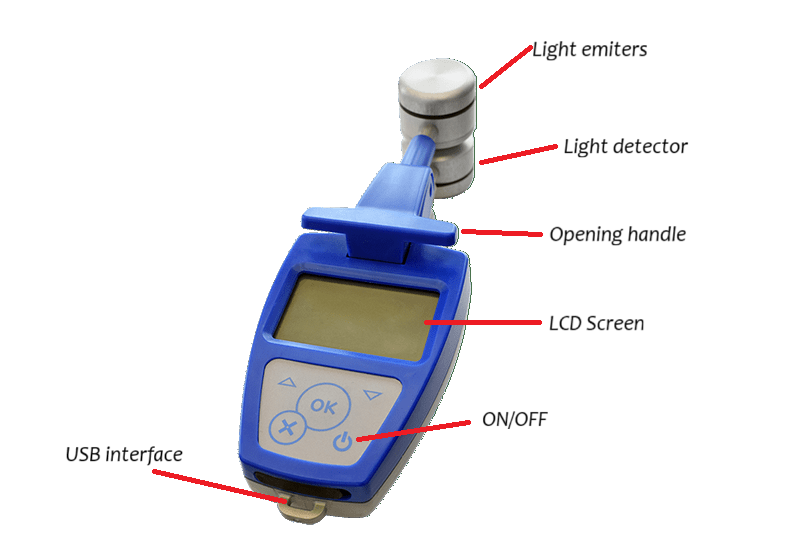 Light emiters
Light detector
Opening handle
LCD Screen
OK
ON/OFF
USB interface